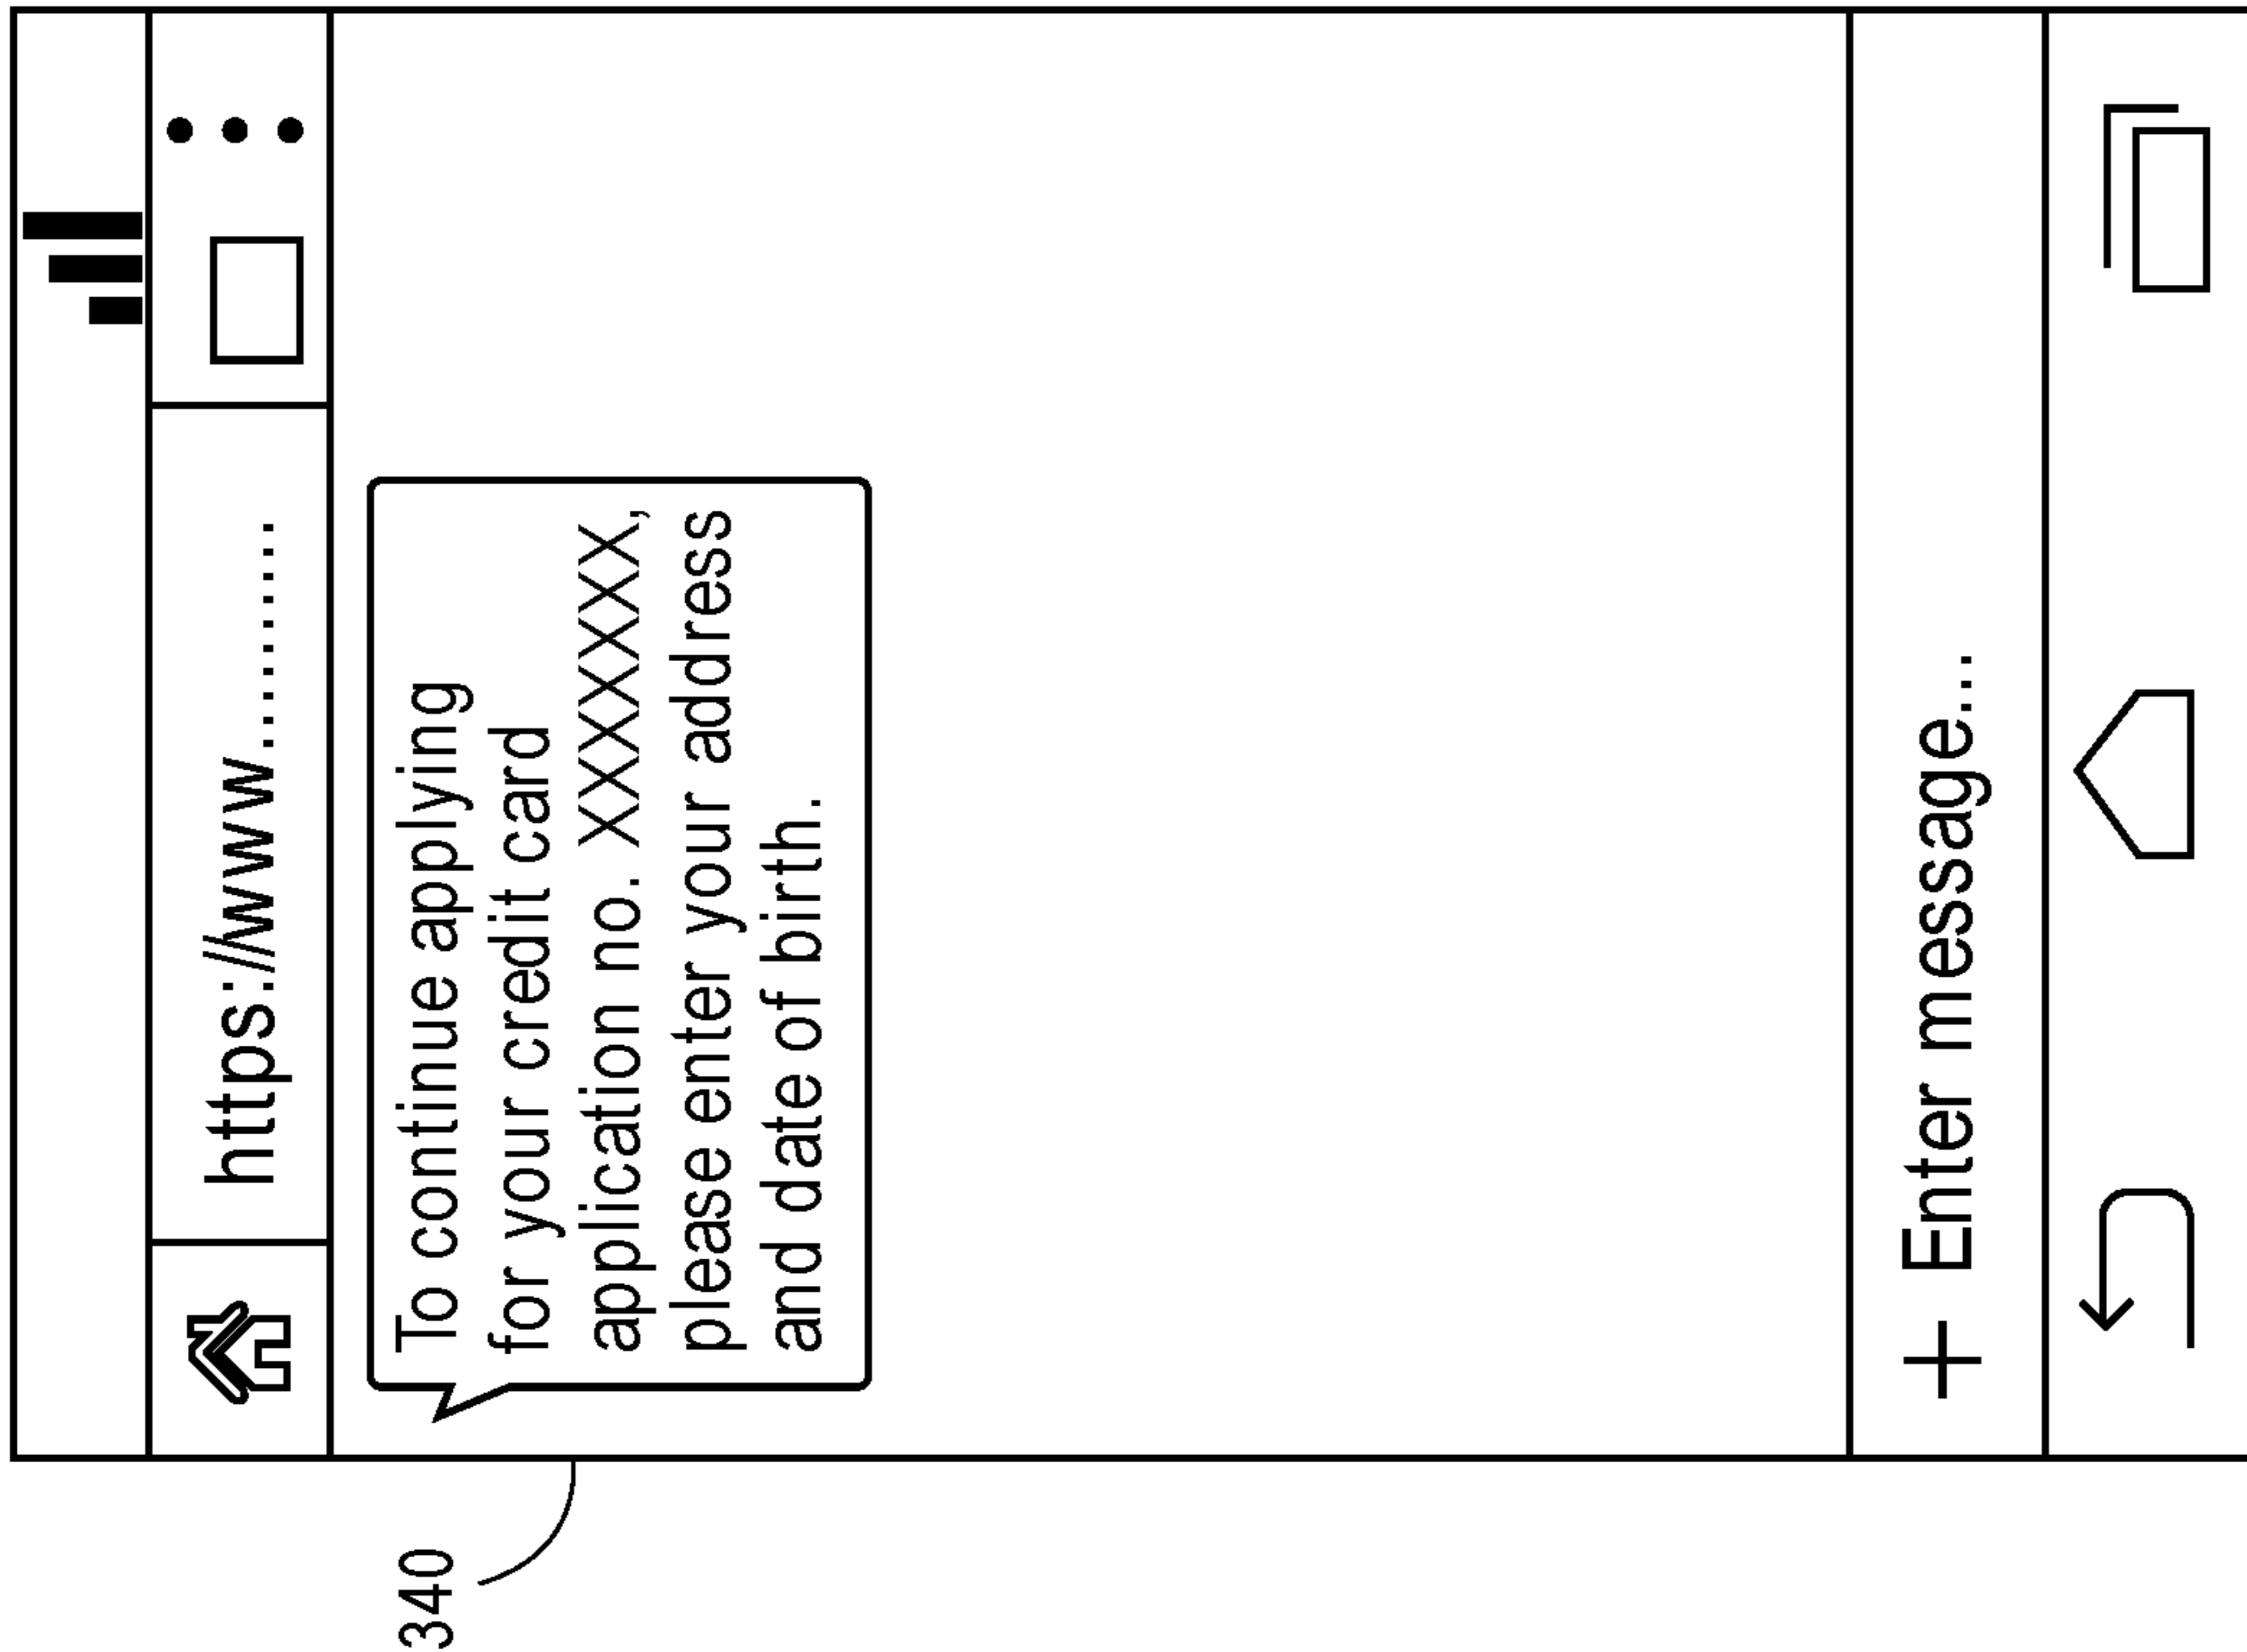 https://www..........
To continue applying
for your credit card
application no. XXXXXXX,
please enter your address
and date of birth.
340
+ Enter message...